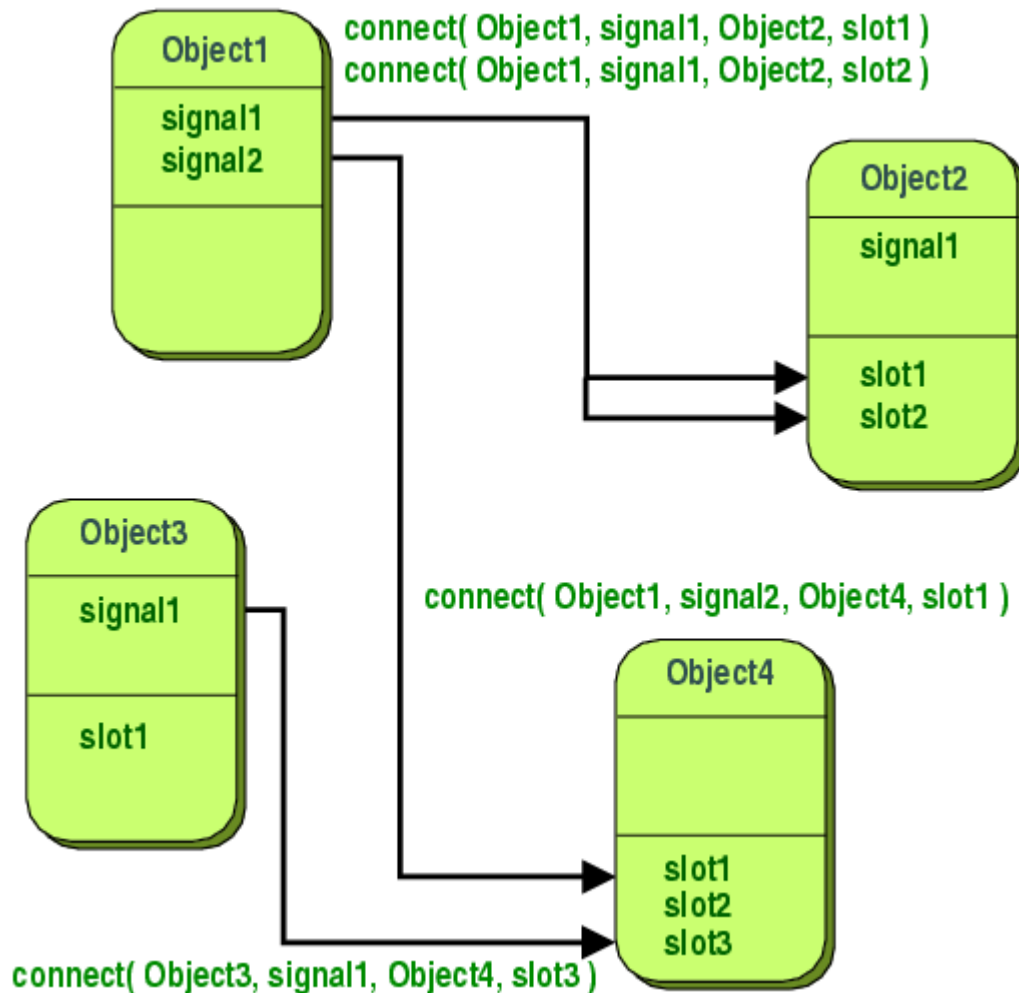 connect( Object1, signal1, Object2, slot1 )
connect( Object1, signal1, Object2, slot2 )
Object1
signal1
signal2
Object2
signal1
slot1
slot2
Object3
signal1
slot1
connect( Object1, signal2, Object4, slot1 )
Object4
slot1
slot2
slot3
connect( Object3, signal1, Object4, slot3 )